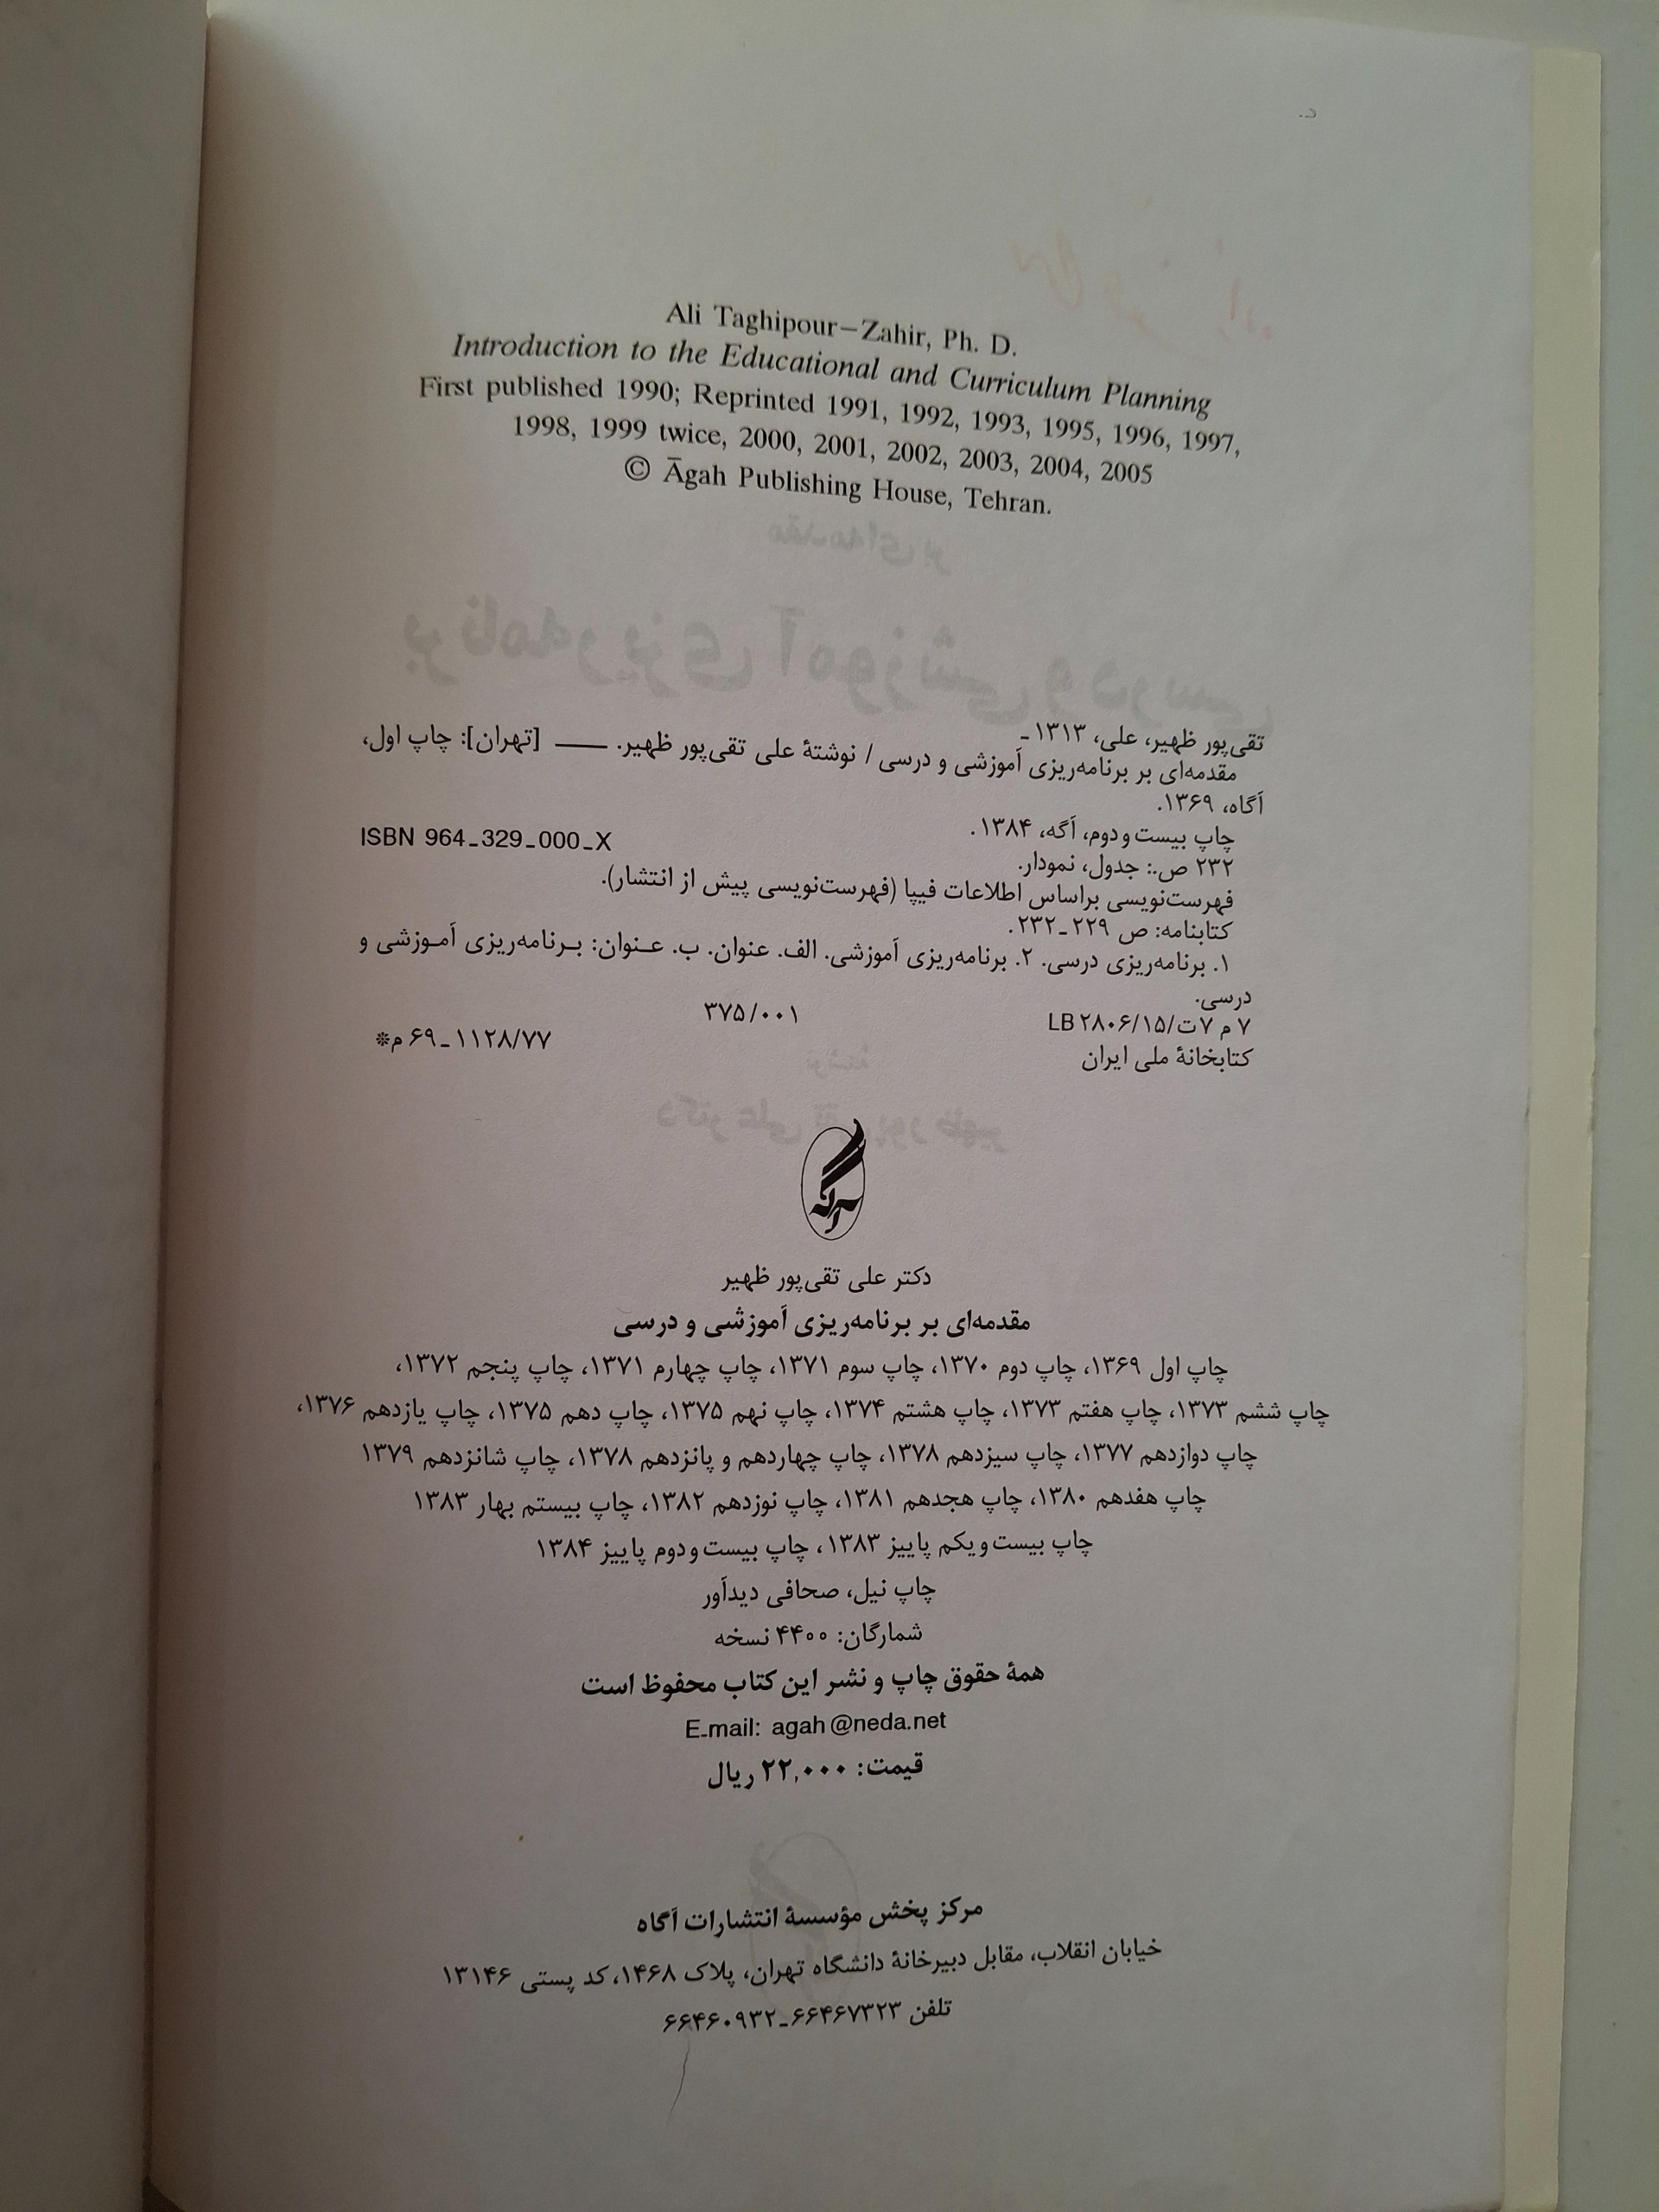 Ali Taghipour–Zahir, Ph. D.
Introduction to the Educational and Curriculum Planning
First published 1990; Reprinted 1991, 1992, 1993, 1995, 1996, 1997,
1998, 1999 twice, 2000, 2001, 2002, 2003, 2004, 2005
© Āgah Publishing House, Tehran.
تقی‌پور ظهیر، علی، ۱۳۱۳ ـ
مقدمه‌ای بر برنامه‌ریزی آموزشی و درسی / نوشتهٔ علی تقی‌پور ظهیر. ــــــ [تهران]: چاپ اول،
آگاه، ۱۳۶۹.
چاپ بیست و دوم، آگه، ۱۳۸۴. ISBN 964-329-000-X
۲۳۲ ص.: جدول، نمودار.
فهرست‌نویسی براساس اطلاعات فیپا (فهرست‌نویسی پیش از انتشار).
کتابنامه: ص ۲۲۹ ـ ۲۳۲.
۱. برنامه‌ریزی درسی. ۲. برنامه‌ریزی آموزشی. الف. عنوان. ب. عـنوان: بـرنامه‌ریزی آمـوزشی و
درسی.
۷ م ۷ت/۱۵/LB۲۸۰۶ ۳۷۵/۰۰۱
کتابخانهٔ ملی ایران ۱۱۲۸/۷۷ ـ ۶۹ م*
آگه
دکتر علی تقی‌پور ظهیر
مقدمه‌ای بر برنامه‌ریزی آموزشی و درسی
چاپ اول ۱۳۶۹، چاپ دوم ۱۳۷۰، چاپ سوم ۱۳۷۱، چاپ چهارم ۱۳۷۱، چاپ پنجم ۱۳۷۲،
چاپ ششم ۱۳۷۳، چاپ هفتم ۱۳۷۳، چاپ هشتم ۱۳۷۴، چاپ نهم ۱۳۷۵، چاپ دهم ۱۳۷۵، چاپ یازدهم ۱۳۷۶،
چاپ دوازدهم ۱۳۷۷، چاپ سیزدهم ۱۳۷۸، چاپ چهاردهم و پانزدهم ۱۳۷۸، چاپ شانزدهم ۱۳۷۹
چاپ هفدهم ۱۳۸۰، چاپ هجدهم ۱۳۸۱، چاپ نوزدهم ۱۳۸۲، چاپ بیستم بهار ۱۳۸۳
چاپ بیست و یکم پاییز ۱۳۸۳، چاپ بیست و دوم پاییز ۱۳۸۴
چاپ نیل، صحافی دیدآور
شمارگان: ۴۴۰۰ نسخه
همهٔ حقوق چاپ و نشر این کتاب محفوظ است
E-mail: agah@neda.net
قیمت: ۲۲,۰۰۰ ریال
مرکز پخش مؤسسهٔ انتشارات آگاه
خیابان انقلاب، مقابل دبیرخانهٔ دانشگاه تهران، پلاک ۱۴۶۸، کد پستی ۱۳۱۴۶
تلفن ۶۶۴۶۷۳۲۳ ـ ۶۶۴۶۰۹۳۲